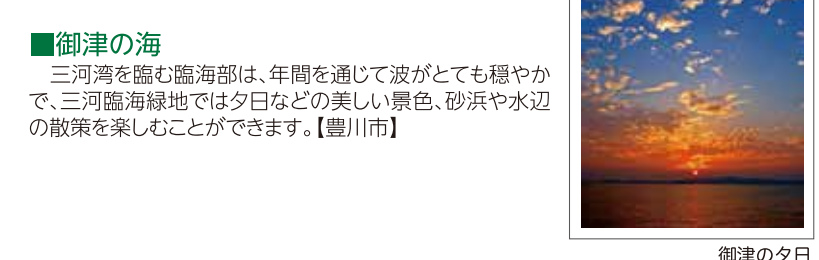 ■御津の海
　三河湾を臨む臨海部は、年間を通じて波がとても穏やか
で、三河臨海緑地では夕日などの美しい景色、砂浜や水辺
の散策を楽しむことができます。【豊川市】
御津の夕日